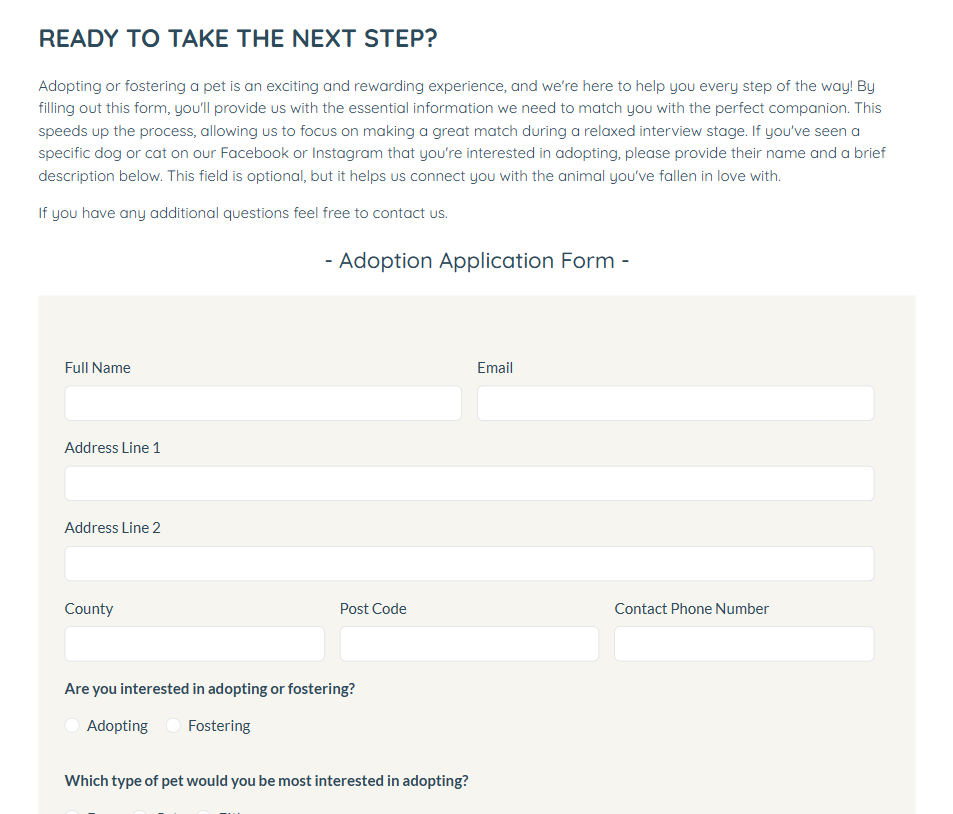 READY TO TAKE THE NEXT STEP?
Adopting or fostering a pet is an exciting and rewarding experience, and we're here to help you every step of the way! By
filling out this form, you'll provide us with the essential information we need to match you with the perfect companion. This
speeds up the process, allowing us to focus on making a great match during a relaxed interview stage. If you've seen a
specific dog or cat on our Facebook or Instagram that you're interested in adopting, please provide their name and a brief
description below. This field is optional, but it helps us connect you with the animal you've fallen in love with.
If you have any additional questions feel free to contact us.
- Adoption Application Form -
Full Name Email
Address Line 1
Address Line 2
County Post Code Contact Phone Number
Are you interested in adopting or fostering?
Adopting Fostering
Which type of pet would you be most interested in adopting?